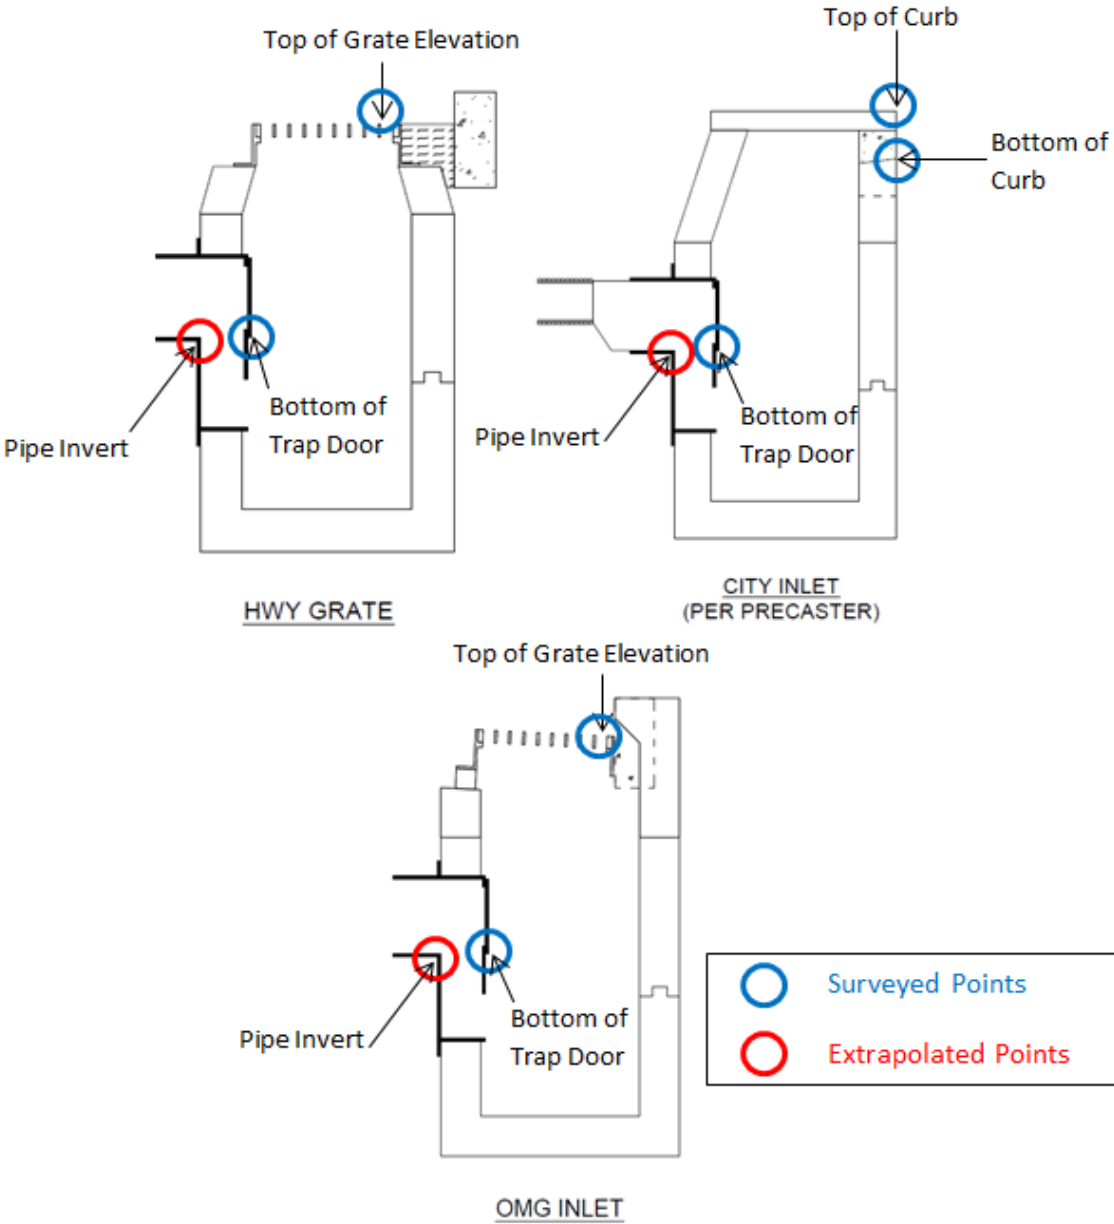 Top of Grate Elevation
Bottom of
Trap Door
Pipe Invert
HWY GRATE
Top of Curb
Bottom of
Curb
Pipe Invert
Bottom of
Trap Door
CITY INLET
(PER PRECASTER)
Top of Grate Elevation
Pipe Invert
Bottom of
Trap Door
OMG INLET
Surveyed Points
Extrapolated Points